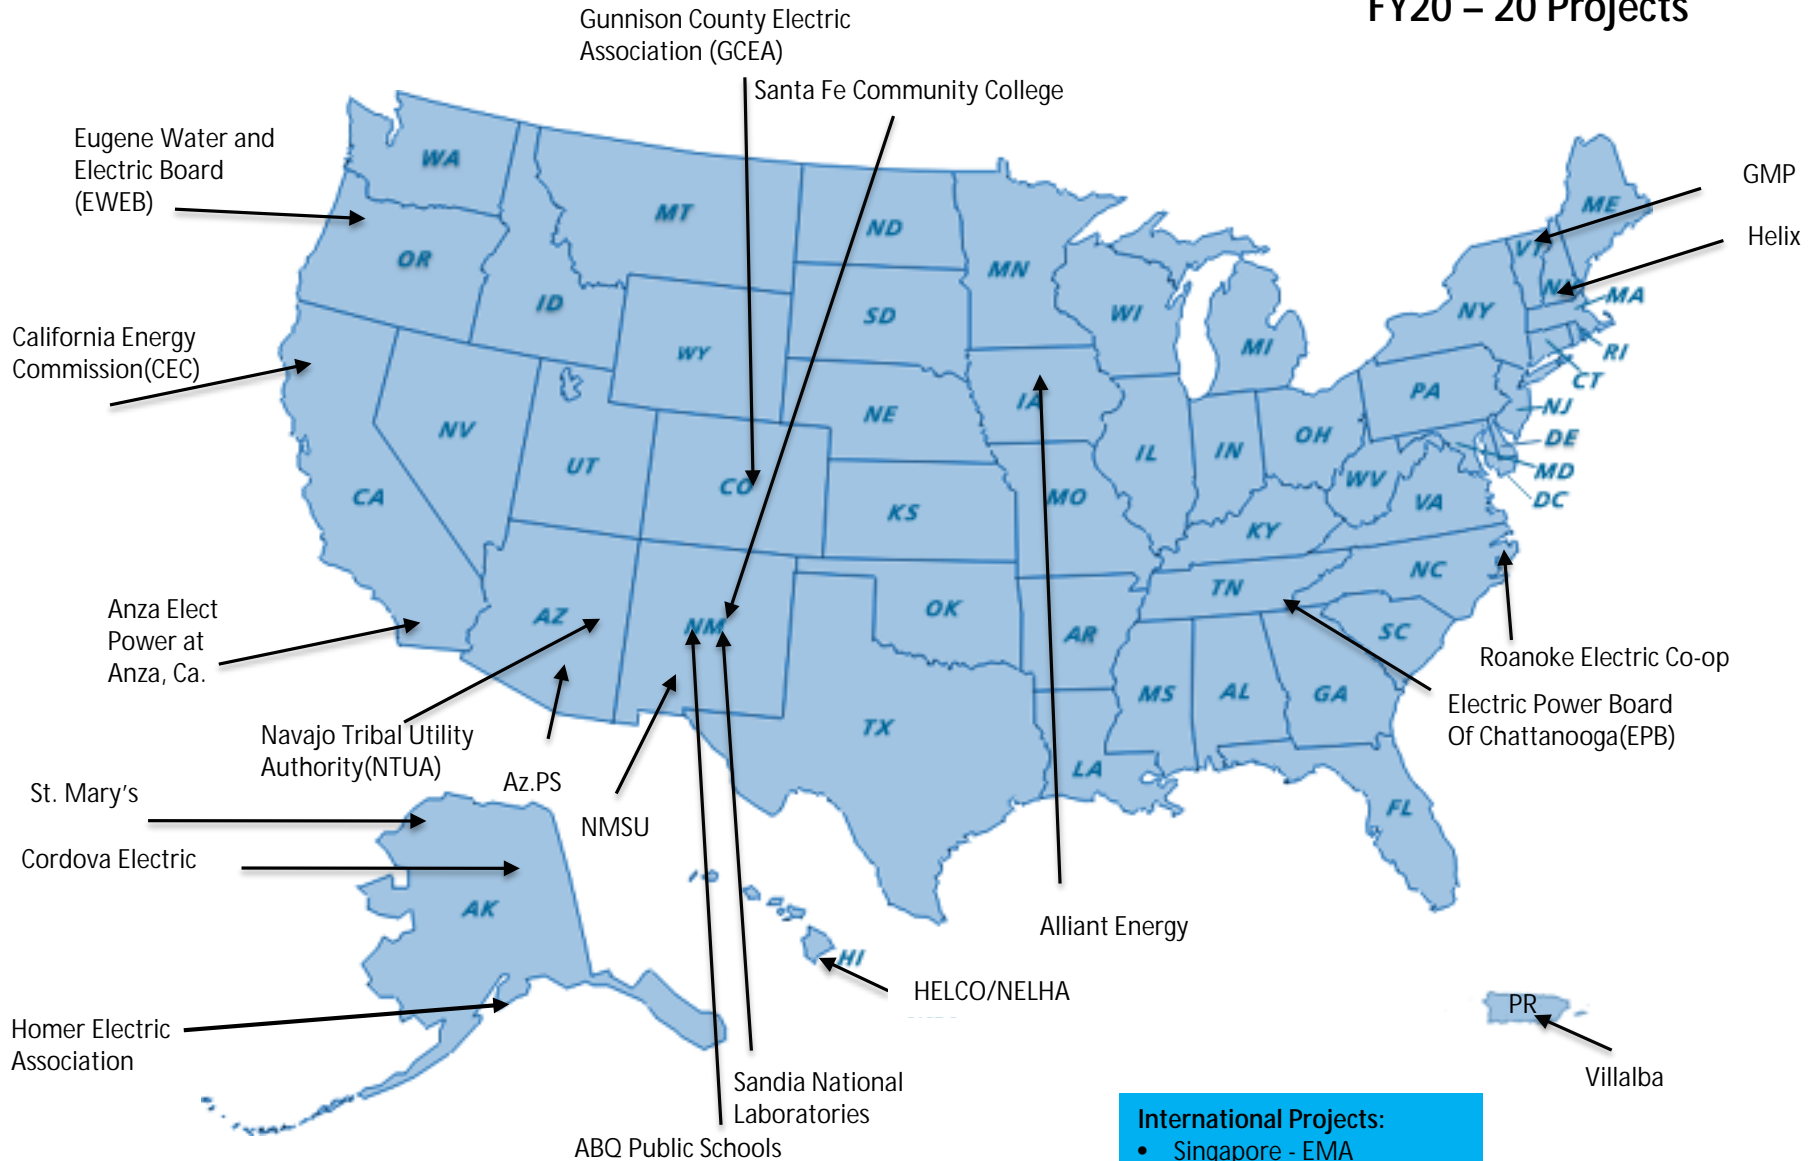 FY20 – 20 Projects
Gunnison County Electric
Association (GCEA)
Santa Fe Community College
Eugene Water and
Electric Board
(EWEB)
GMP
Helix
California Energy
Commission(CEC)
Anza Elect
Power at
Anza, Ca.
Navajo Tribal Utility
Authority(NTUA)
Az.PS
NMSU
St. Mary's
Cordova Electric
Homer Electric
Association
Roanoke Electric Co-op
Electric Power Board
Of Chattanooga(EPB)
Alliant Energy
HELCO/NELHA
Sandia National
Laboratories
ABQ Public Schools
Villalba
International Projects:
• Singapore - EMA
WA
OR
MT
ID
ND
MN
SD
WY
WI
MI
NY
VT
ME
MA
RI
CT
NJ
DE
MD
DC
PA
NV
UT
CO
NE
IA
IL
IN
OH
WV
VA
CA
KS
MO
KY
AZ
NM
OK
AR
TN
NC
SC
TX
LA
MS
AL
GA
FL
AK
HI
PR